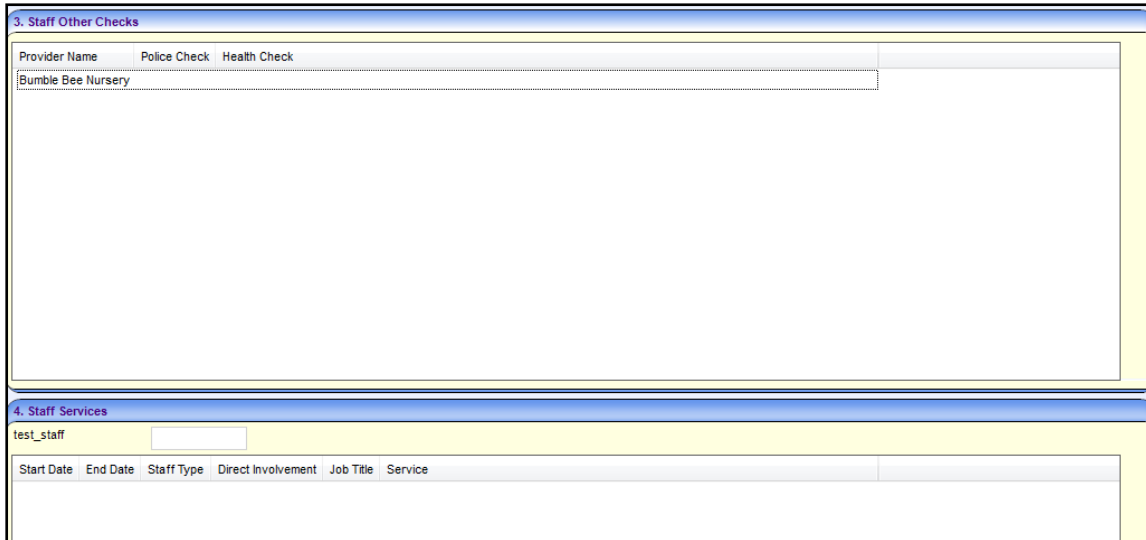 3. Staff Other Checks
Provider Name Police Check Health Check
Bumble Bee Nursery
4. Staff Services
test_staff
Start Date End Date Staff Type Direct Involvement Job Title Service